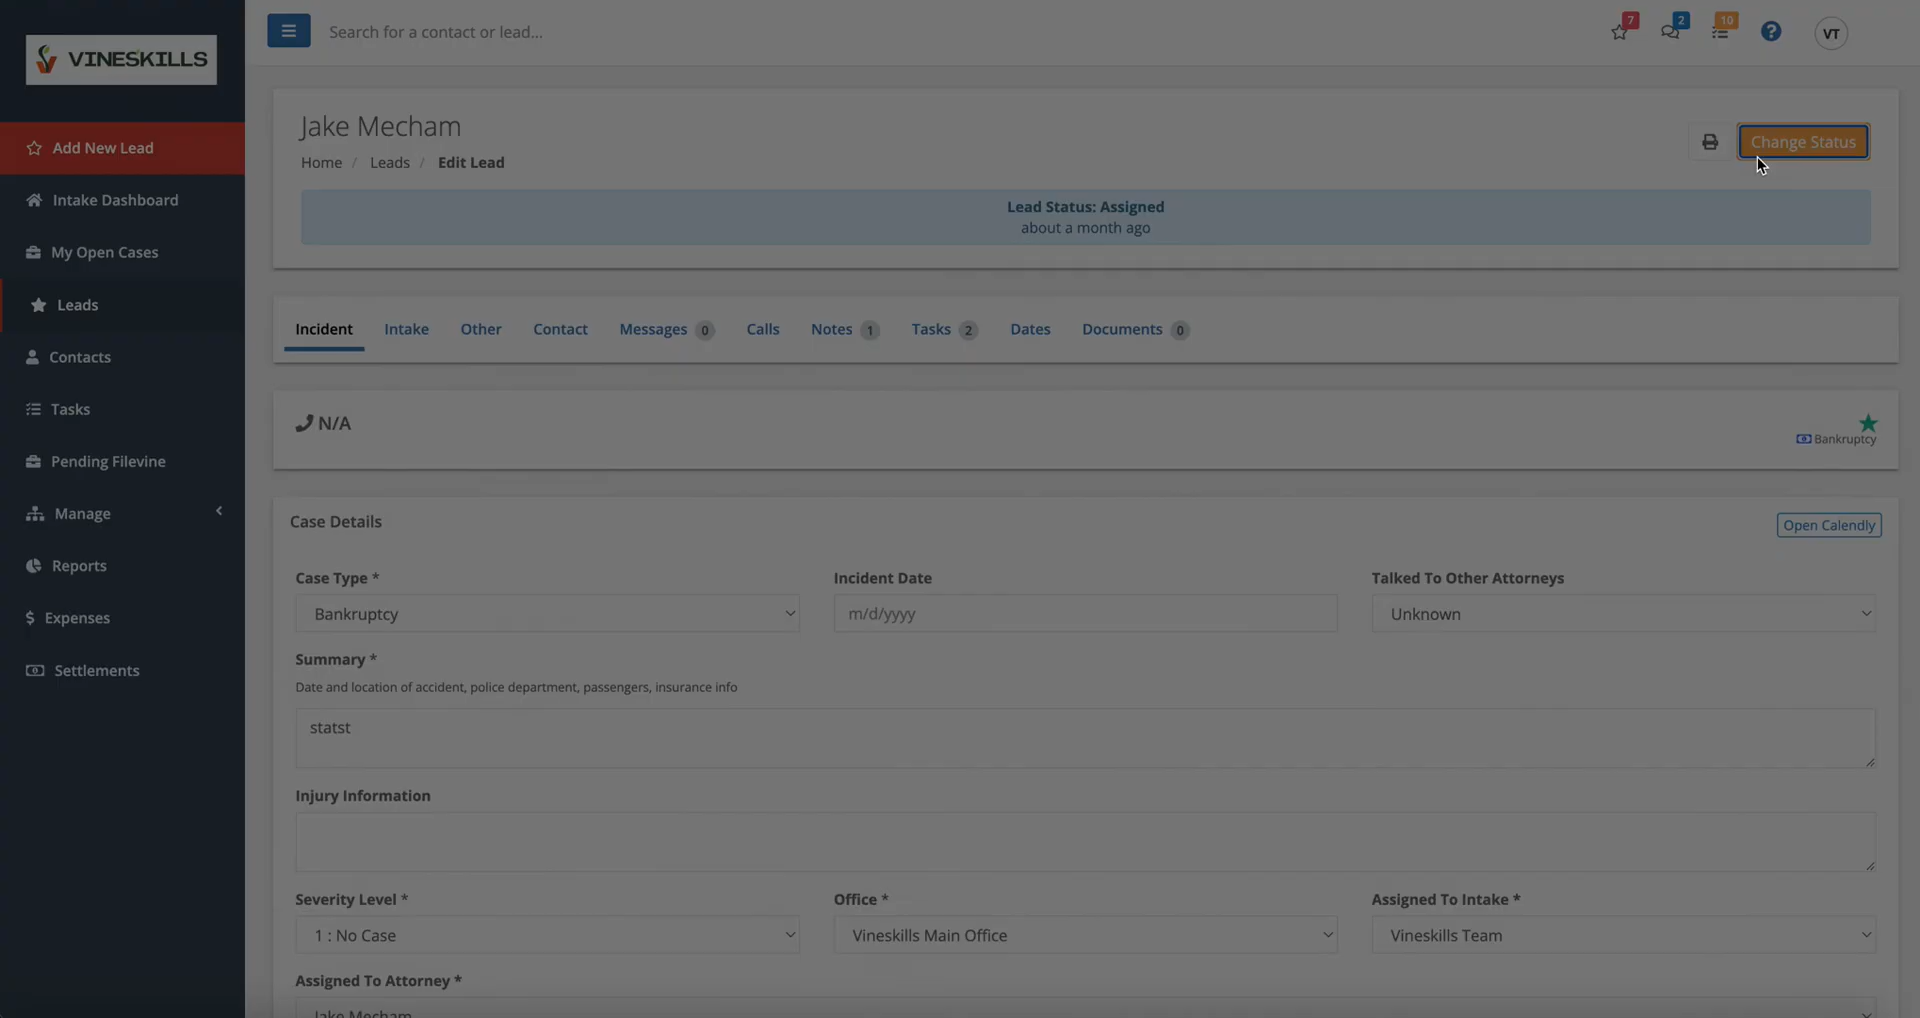 VINESKILLS
Search for a contact or lead...
7
2
10
VT
Add New Lead
Intake Dashboard
My Open Cases
Leads
Contacts
Tasks
Pending Filevine
Manage
Reports
Expenses
Settlements
Jake Mecham
Home / Leads / Edit Lead
Change Status
Lead Status: Assigned
about a month ago
Incident Intake Other Contact Messages 0 Calls Notes 1 Tasks 2 Dates Documents 0
N/A
Bankruptcy
Case Details
Open Calendly
Case Type * Incident Date Talked To Other Attorneys
Bankruptcy m/d/yyyy Unknown
Summary *
Date and location of accident, police department, passengers, insurance info
statst
Injury Information
Severity Level * Office * Assigned To Intake *
1 : No Case Vineskills Main Office Vineskills Team
Assigned To Attorney *
Jake Mecham